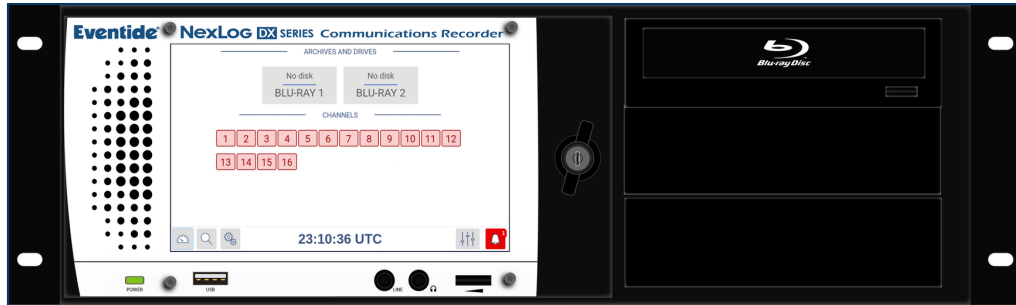 Eventide® NexLog DX SERIES Communications Recorder®
ARCHIVES AND DRIVES
No disk No disk
BLU-RAY 1 BLU-RAY 2
CHANNELS
1 2 3 4 5 6 7 8 9 10 11 12
13 14 15 16
23:10:36 UTC 1
POWER USB LINE
Blu-ray Disc